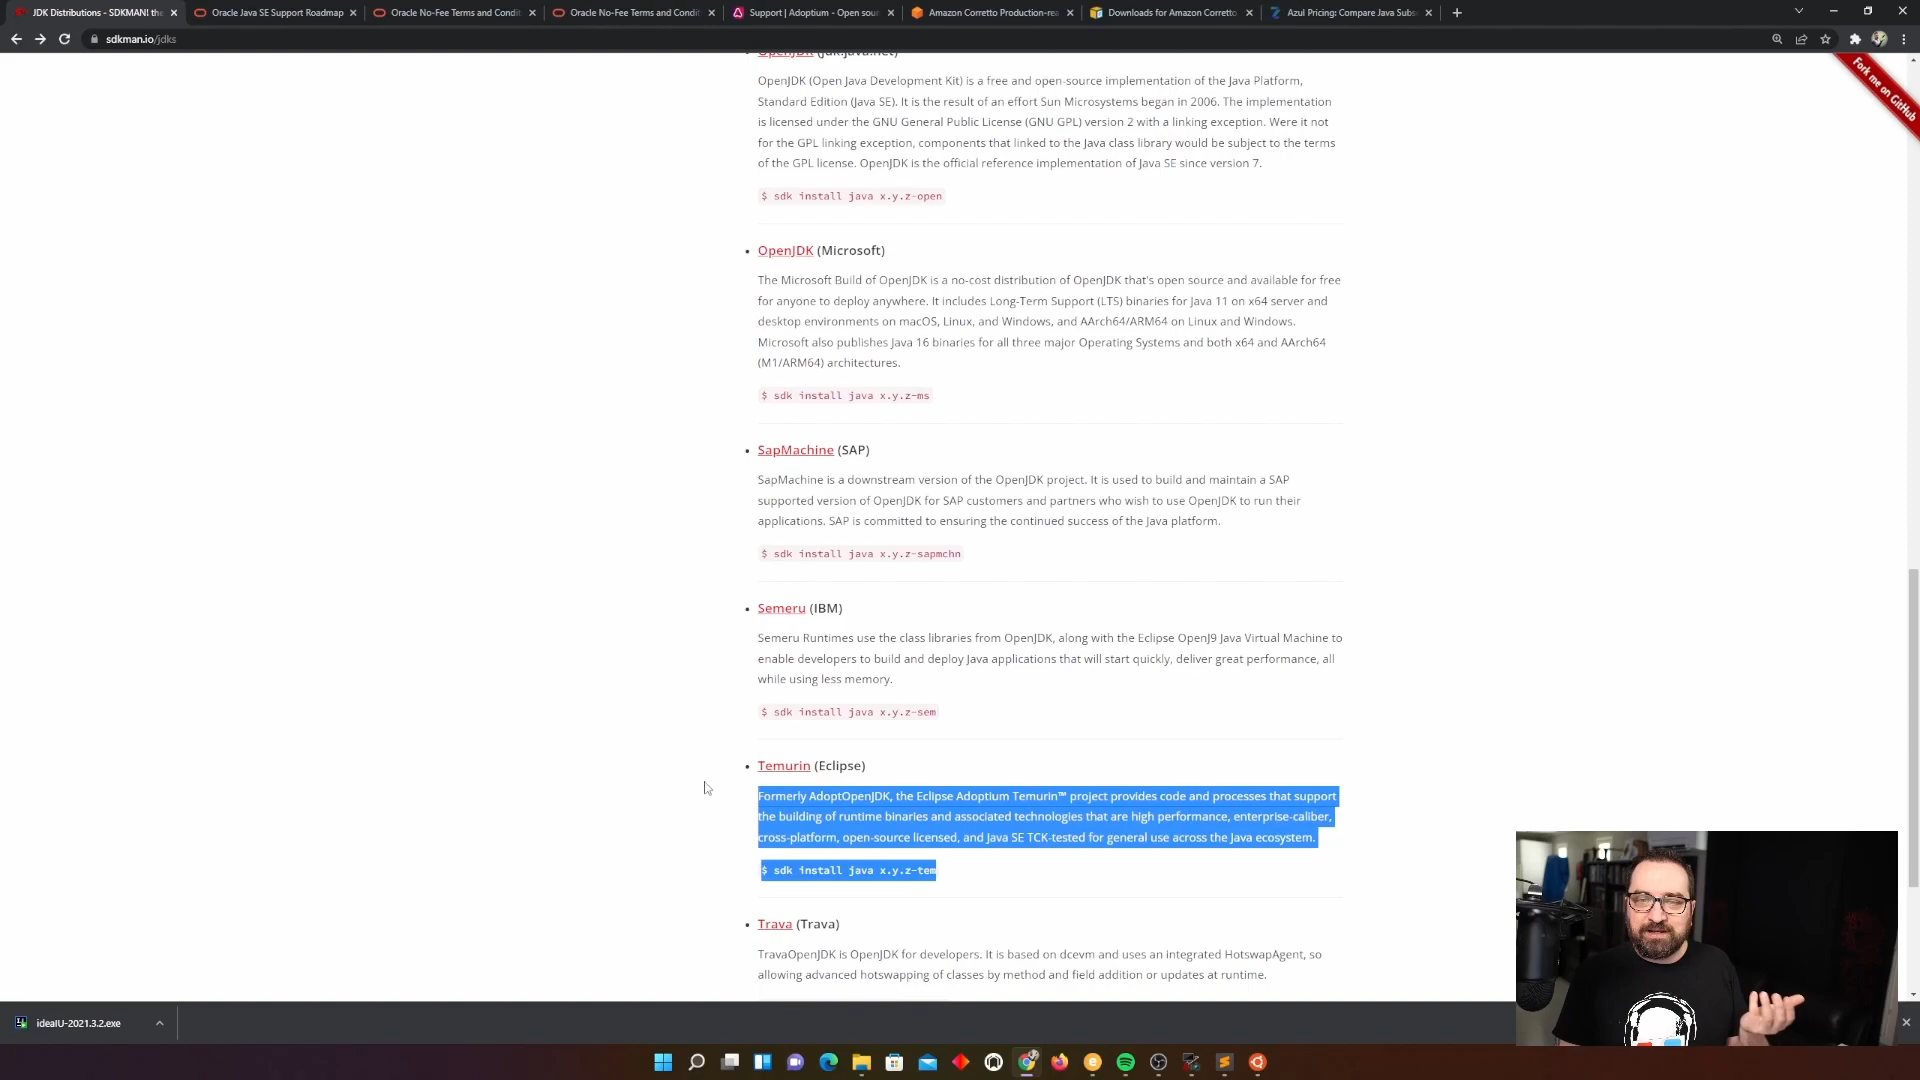 JDK Distributions - SDKMAN! the
Oracle Java SE Support Roadmap
Oracle No-Fee Terms and Condit
Oracle No-Fee Terms and Condit
Support | Adoptium - Open sour
Amazon Corretto Production-rea
Downloads for Amazon Corretto
Azul Pricing: Compare Java Subs
sdkman.io/jdks
Fork me on GitHub
OpenJDK (jdk.java.net)
OpenJDK (Open Java Development Kit) is a free and open-source implementation of the Java Platform,
Standard Edition (Java SE). It is the result of an effort Sun Microsystems began in 2006. The implementation
is licensed under the GNU General Public License (GNU GPL) version 2 with a linking exception. Were it not
for the GPL linking exception, components that linked to the Java class library would be subject to the terms
of the GPL license. OpenJDK is the official reference implementation of Java SE since version 7.
$ sdk install java x.y.z-open
• OpenJDK (Microsoft)
The Microsoft Build of OpenJDK is a no-cost distribution of OpenJDK that's open source and available for free
for anyone to deploy anywhere. It includes Long-Term Support (LTS) binaries for Java 11 on x64 server and
desktop environments on macOS, Linux, and Windows, and AArch64/ARM64 on Linux and Windows.
Microsoft also publishes Java 16 binaries for all three major Operating Systems and both x64 and AArch64
(M1/ARM64) architectures.
$ sdk install java x.y.z-ms
• SapMachine (SAP)
SapMachine is a downstream version of the OpenJDK project. It is used to build and maintain a SAP
supported version of OpenJDK for SAP customers and partners who wish to use OpenJDK to run their
applications. SAP is committed to ensuring the continued success of the Java platform.
$ sdk install java x.y.z-sapmchn
• Semeru (IBM)
Semeru Runtimes use the class libraries from OpenJDK, along with the Eclipse OpenJ9 Java Virtual Machine to
enable developers to build and deploy Java applications that will start quickly, deliver great performance, all
while using less memory.
$ sdk install java x.y.z-sem
• Temurin (Eclipse)
Formerly AdoptOpenJDK, the Eclipse Adoptium Temurin™ project provides code and processes that support
the building of runtime binaries and associated technologies that are high performance, enterprise-caliber,
cross-platform, open-source licensed, and Java SE TCK-tested for general use across the Java ecosystem.
$ sdk install java x.y.z-tem
• Trava (Trava)
TravaOpenJDK is OpenJDK for developers. It is based on dcevm and uses an integrated HotswapAgent, so
allowing advanced hotswapping of classes by method and field addition or updates at runtime.
ideaIU-2021.3.2.exe